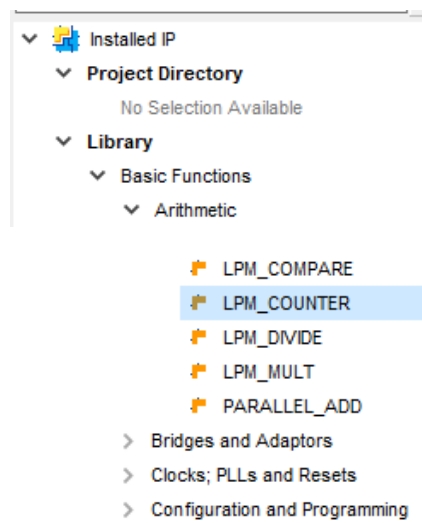 Installed IP
Project Directory
No Selection Available
Library
Basic Functions
Arithmetic
LPM_COMPARE
LPM_COUNTER
LPM_DIVIDE
LPM_MULT
PARALLEL_ADD
Bridges and Adaptors
Clocks; PLLs and Resets
Configuration and Programming